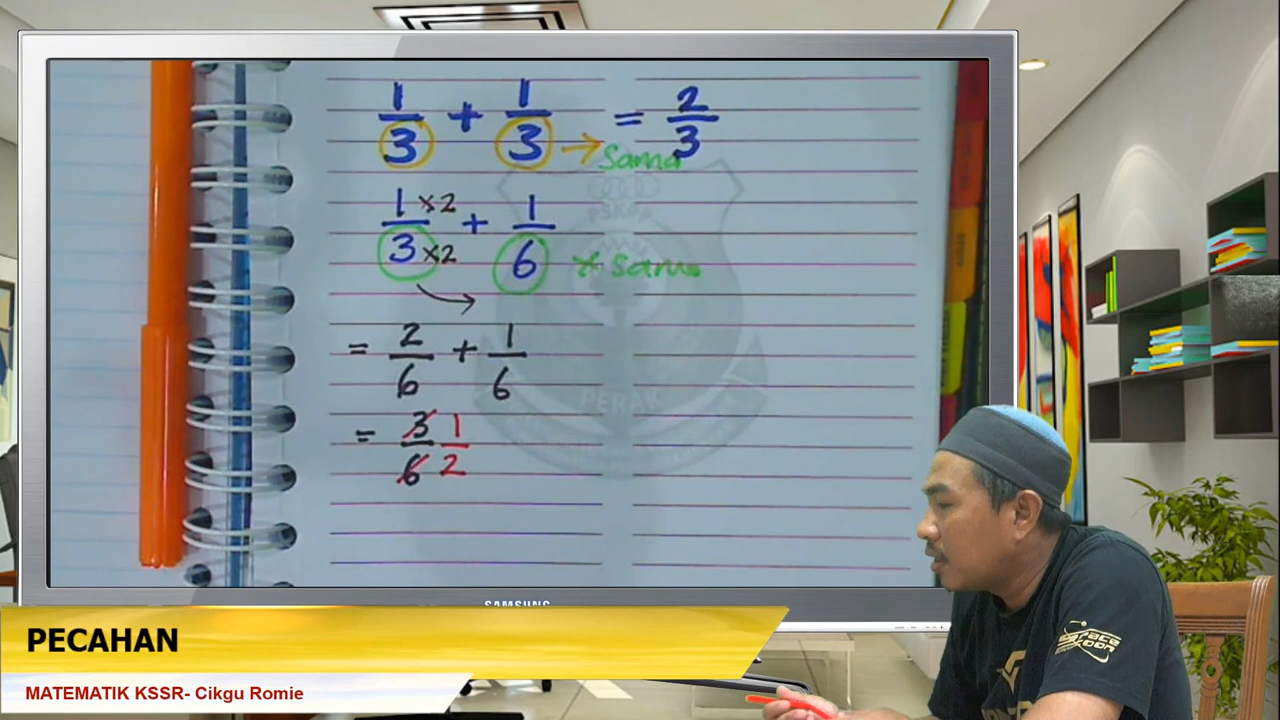 1/3 + 1/3 → Sama = 2/3
1/3 ×2 ×2 + 1/6 × Sama
= 2/6 + 1/6
= 3/6 1/2
PERAK
SAMSUNG
PECAHAN
MATEMATIK KSSR- Cikgu Romie